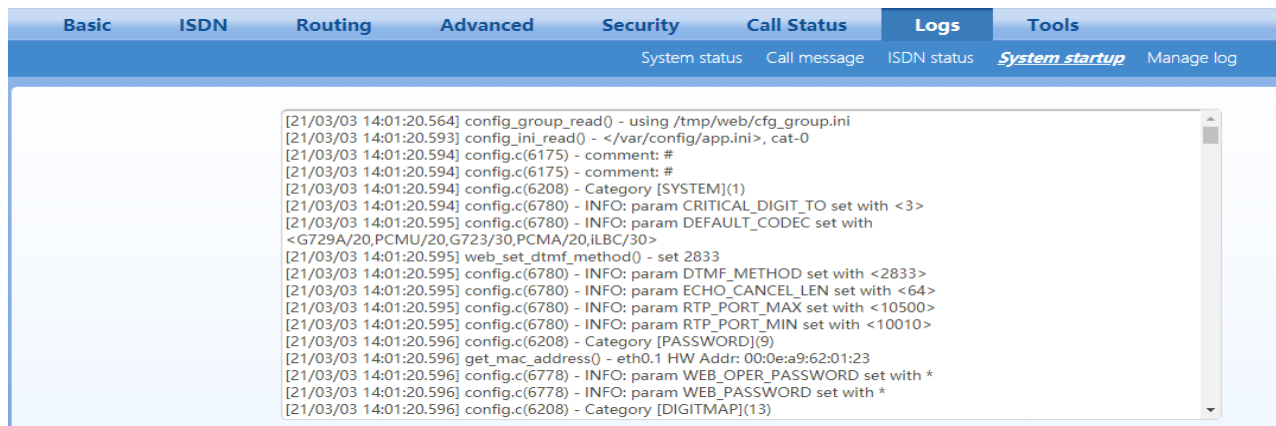 Basic ISDN Routing Advanced Security Call Status Logs Tools
System status Call message ISDN status System startup Manage log
[21/03/03 14:01:20.564] config_group_read() - using /tmp/web/cfg_group.ini
[21/03/03 14:01:20.593] config_ini_read() - </var/config/app.ini>, cat-0
[21/03/03 14:01:20.594] config.c(6175) - comment: #
[21/03/03 14:01:20.594] config.c(6175) - comment: #
[21/03/03 14:01:20.594] config.c(6208) - Category [SYSTEM](1)
[21/03/03 14:01:20.594] config.c(6780) - INFO: param CRITICAL_DIGIT_TO set with <3>
[21/03/03 14:01:20.595] config.c(6780) - INFO: param DEFAULT_CODEC set with
<G729A/20,PCMU/20,G723/30,PCMA/20,iLBC/30>
[21/03/03 14:01:20.595] web_set_dtmf_method() - set 2833
[21/03/03 14:01:20.595] config.c(6780) - INFO: param DTMF_METHOD set with <2833>
[21/03/03 14:01:20.595] config.c(6780) - INFO: param ECHO_CANCEL_LEN set with <64>
[21/03/03 14:01:20.595] config.c(6780) - INFO: param RTP_PORT_MAX set with <10500>
[21/03/03 14:01:20.595] config.c(6780) - INFO: param RTP_PORT_MIN set with <10010>
[21/03/03 14:01:20.596] config.c(6208) - Category [PASSWORD](9)
[21/03/03 14:01:20.596] get_mac_address() - eth0.1 HW Addr: 00:0e:a9:62:01:23
[21/03/03 14:01:20.596] config.c(6778) - INFO: param WEB_OPER_PASSWORD set with *
[21/03/03 14:01:20.596] config.c(6778) - INFO: param WEB_PASSWORD set with *
[21/03/03 14:01:20.596] config.c(6208) - Category [DIGITMAP](13)